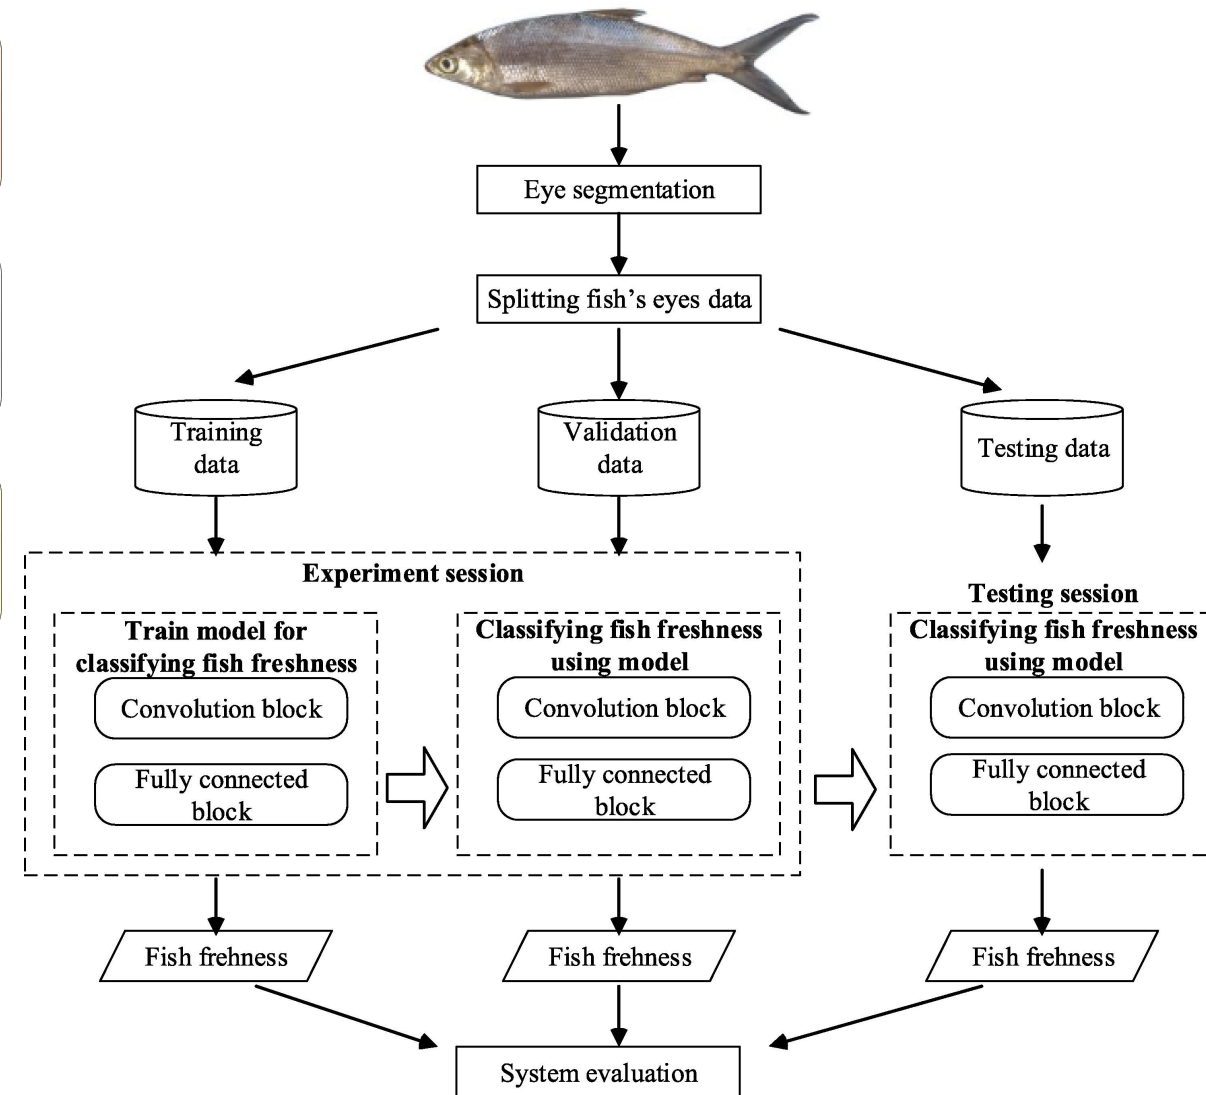 Eye segmentation
Splitting fish's eyes data
Training
data
Validation
data
Testing data
Experiment session
Testing session
Train model for
classifying fish freshness
Convolution block
Fully connected
block
Classifying fish freshness
using model
Convolution block
Fully connected
block
Classifying fish freshness
using model
Convolution block
Fully connected
block
Fish frehness
Fish frehness
Fish frehness
System evaluation